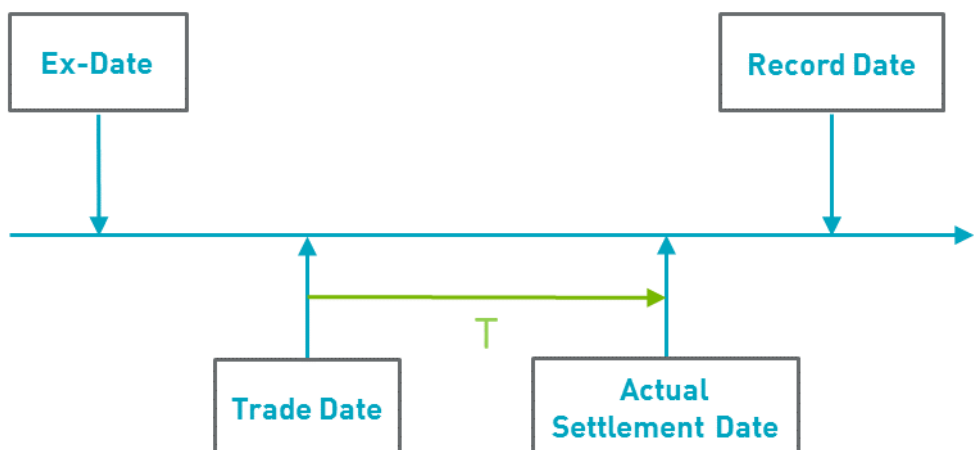 Ex-Date
Record Date
T
Trade Date
Actual
Settlement Date